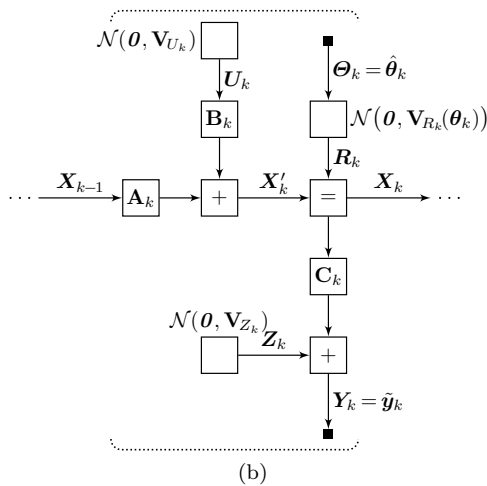 𝒩(𝟎, 𝐕_{U_k})
𝜣_k = 𝜽̂_k
𝑼_k
𝐁_k
𝒩(𝟎, 𝐕_{R_k}(𝜽_k))
𝑹_k
… 𝑿_{k−1} 𝐀_k + 𝑿′_k = 𝑿_k …
𝐂_k
𝒩(𝟎, 𝐕_{Z_k})
𝒁_k +
𝒀_k = 𝒚̃_k
(b)